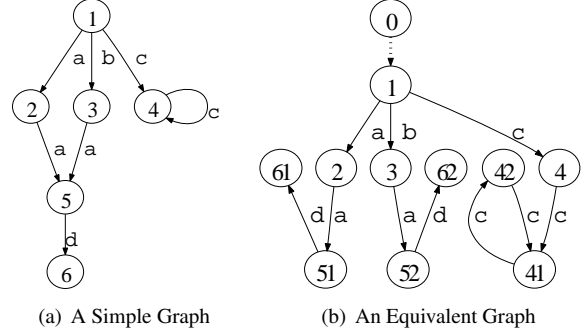 0
1
1
a b c
a b c
2 3 4 c
61 2 3 62 42 4
a a
d a a d c c c
5
d
51 52 41
6
(a) A Simple Graph (b) An Equivalent Graph